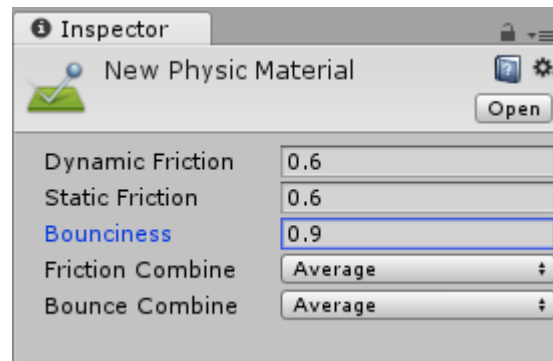 Inspector
New Physic Material
Open
Dynamic Friction 0.6
Static Friction 0.6
Bounciness 0.9
Friction Combine Average
Bounce Combine Average